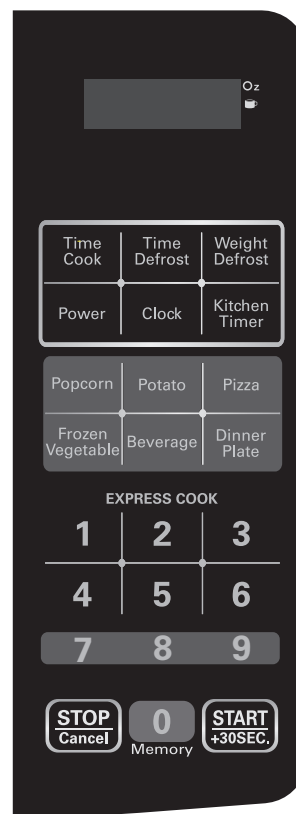 Oz
Time Cook
Time Defrost
Weight Defrost
Power
Clock
Kitchen Timer
Popcorn
Potato
Pizza
Frozen Vegetable
Beverage
Dinner Plate
EXPRESS COOK
1 2 3
4 5 6
7 8 9
STOP
Cancel
0
Memory
START
+30SEC.